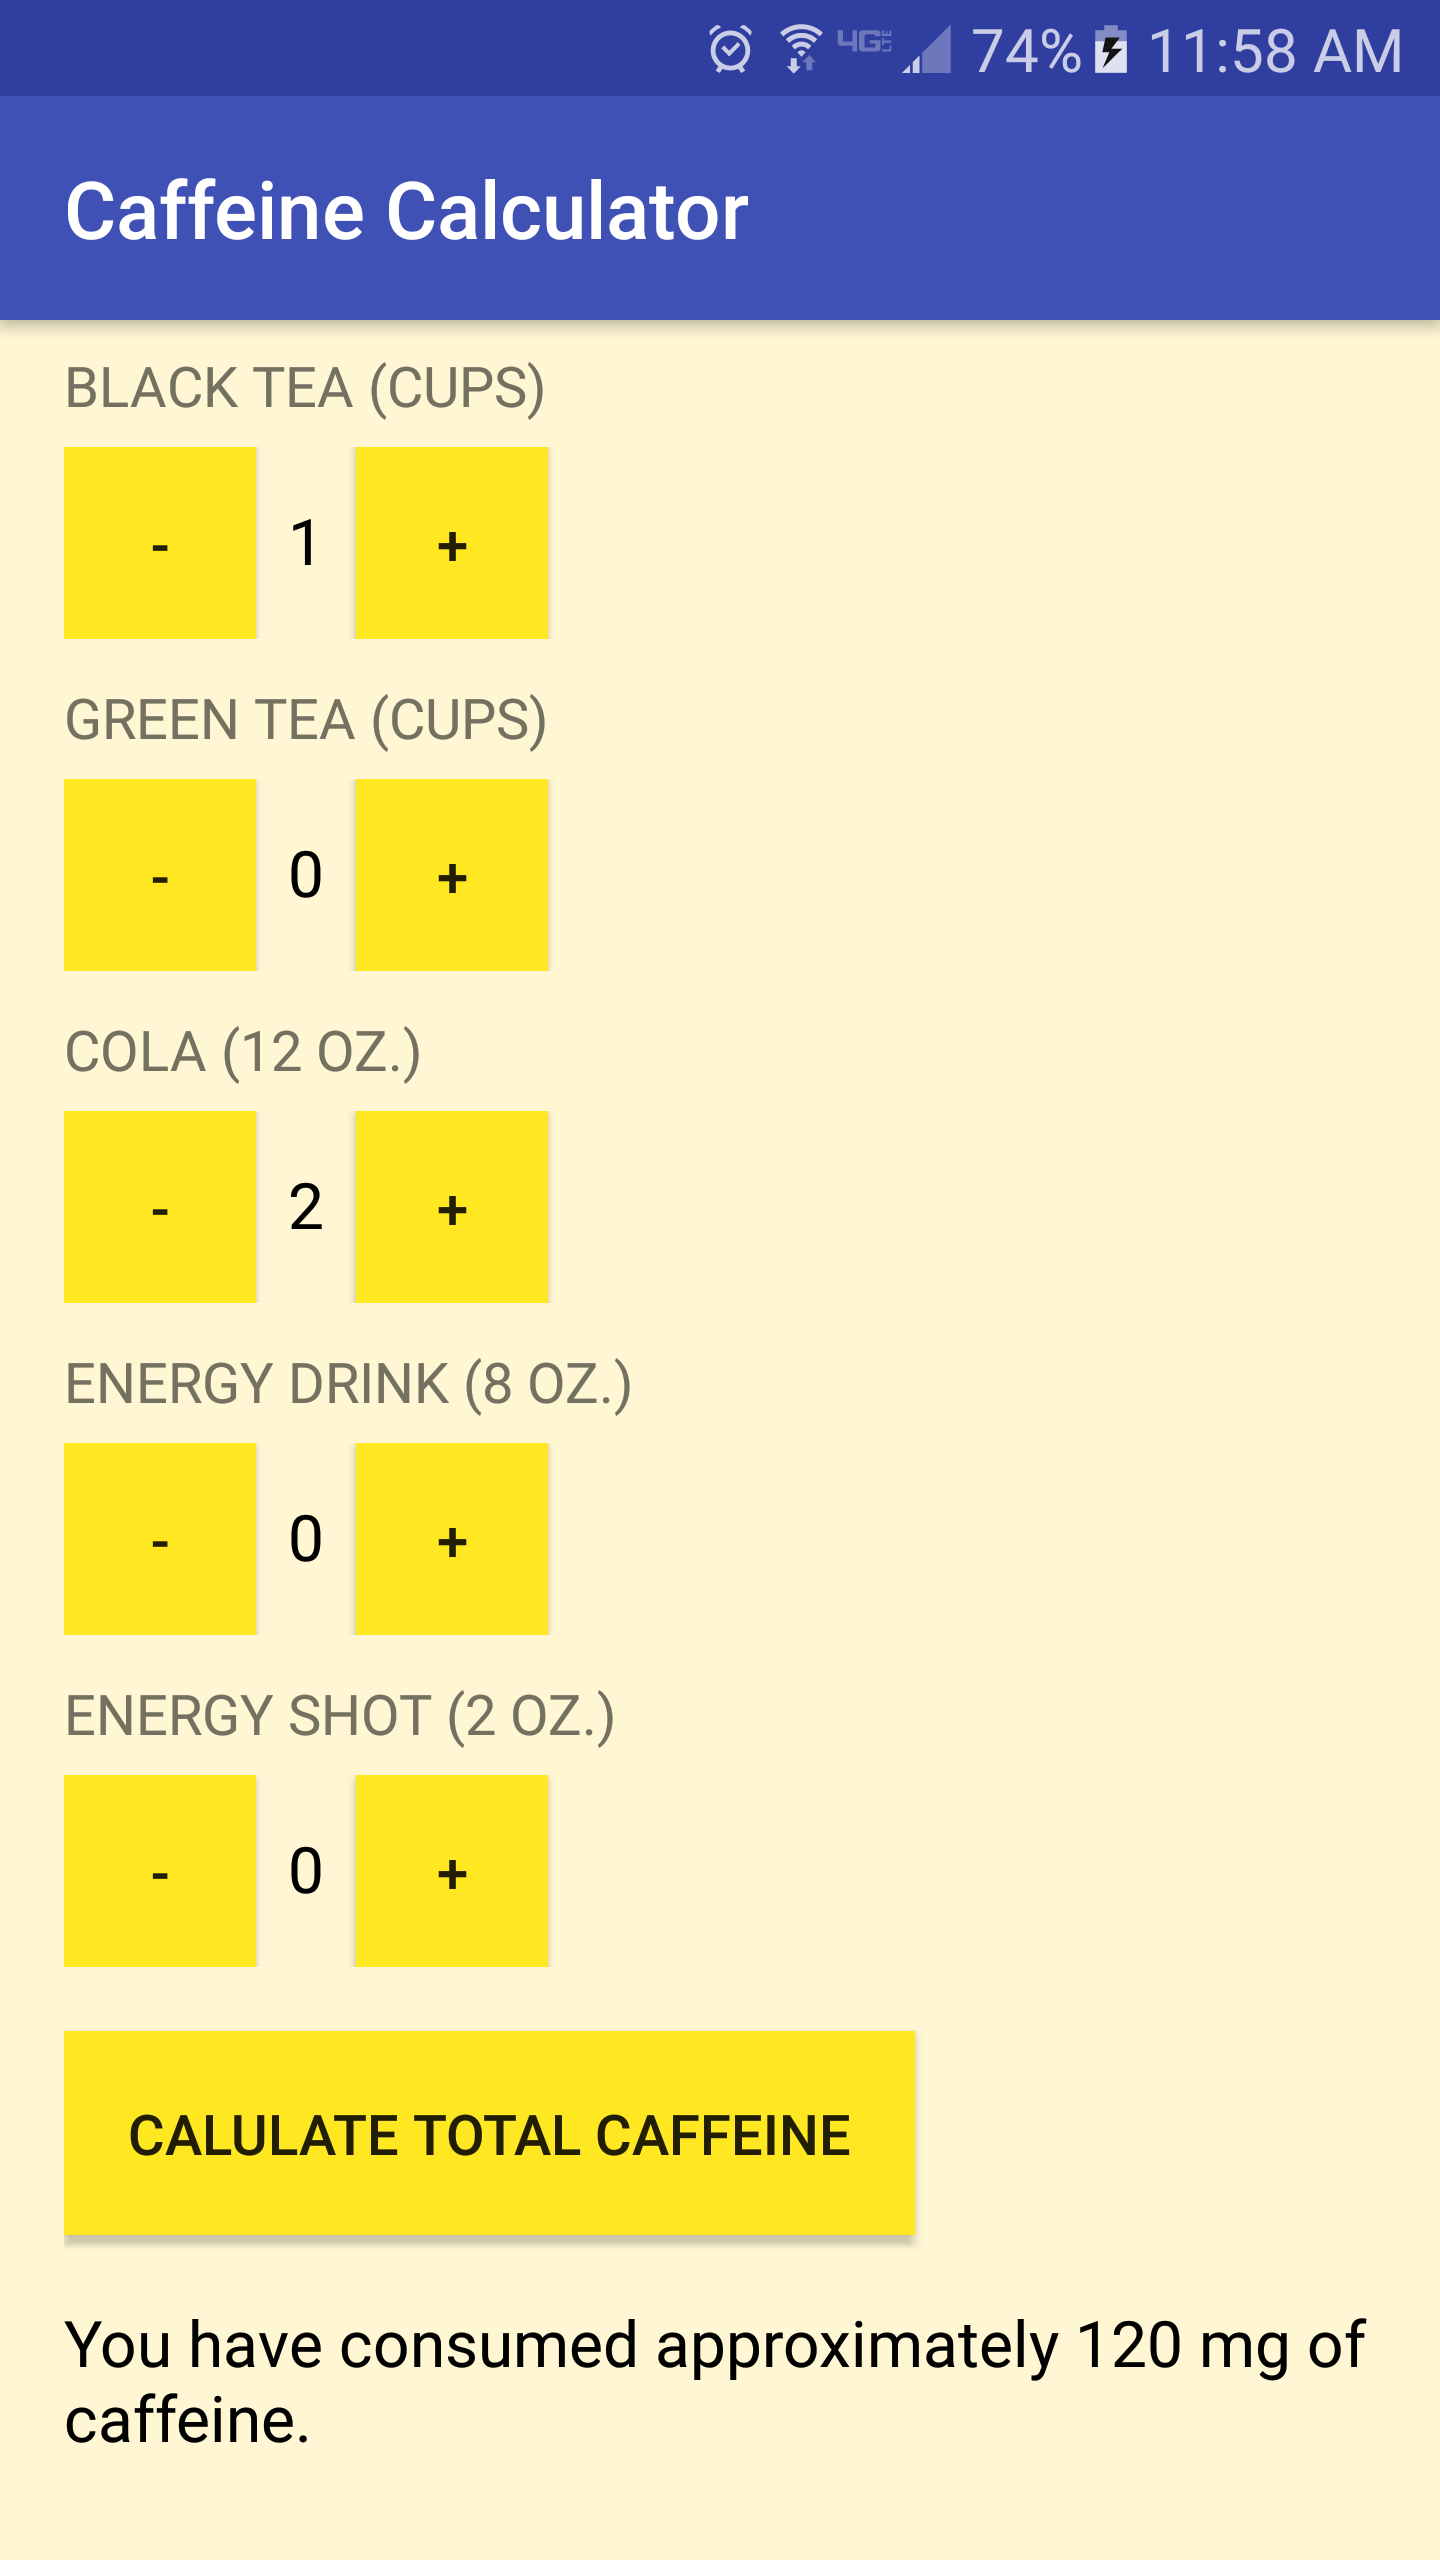 4G LTE 74% 11:58 AM
Caffeine Calculator
BLACK TEA (CUPS)
- 1 +
GREEN TEA (CUPS)
- 0 +
COLA (12 OZ.)
- 2 +
ENERGY DRINK (8 OZ.)
- 0 +
ENERGY SHOT (2 OZ.)
- 0 +
CALULATE TOTAL CAFFEINE
You have consumed approximately 120 mg of
caffeine.